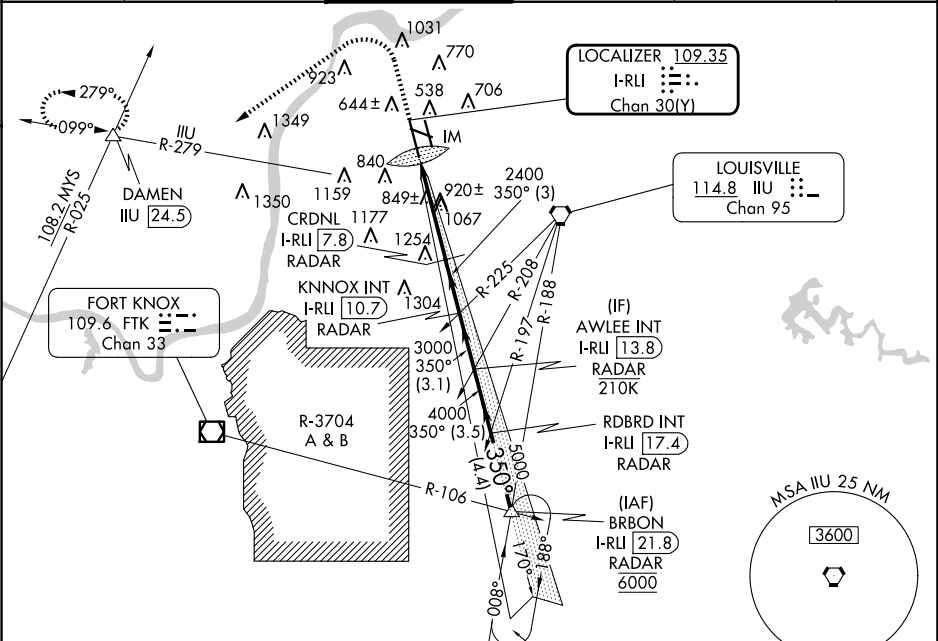 1031
770
923
644±
538
706
1349
IM
LOCALIZER 109.35
I-RLI
Chan 30(Y)
279°
099°
IIU
R-279
DAMEN
IIU 24.5
108.2 MYS
R-025
1350
1159
840
849±
920±
1067
2400
350° (3)
LOUISVILLE
114.8 IIU
Chan 95
CRDNL
I-RLI 7.8
RADAR
1177
1254
KNNOX INT
I-RLI 10.7
RADAR
1304
R-225
R-208
R-197
R-188
FORT KNOX
109.6 FTK
Chan 33
3000
350°
(3.1)
(IF)
AWLEE INT
I-RLI 13.8
RADAR
210K
4000
350° (3.5)
RDBRD INT
I-RLI 17.4
RADAR
R-3704
A & B
350°
5000
(4.4)
R-106
(IAF)
BRBON
I-RLI 21.8
RADAR
6000
008°
170°
188°
MSA IIU 25 NM
3600